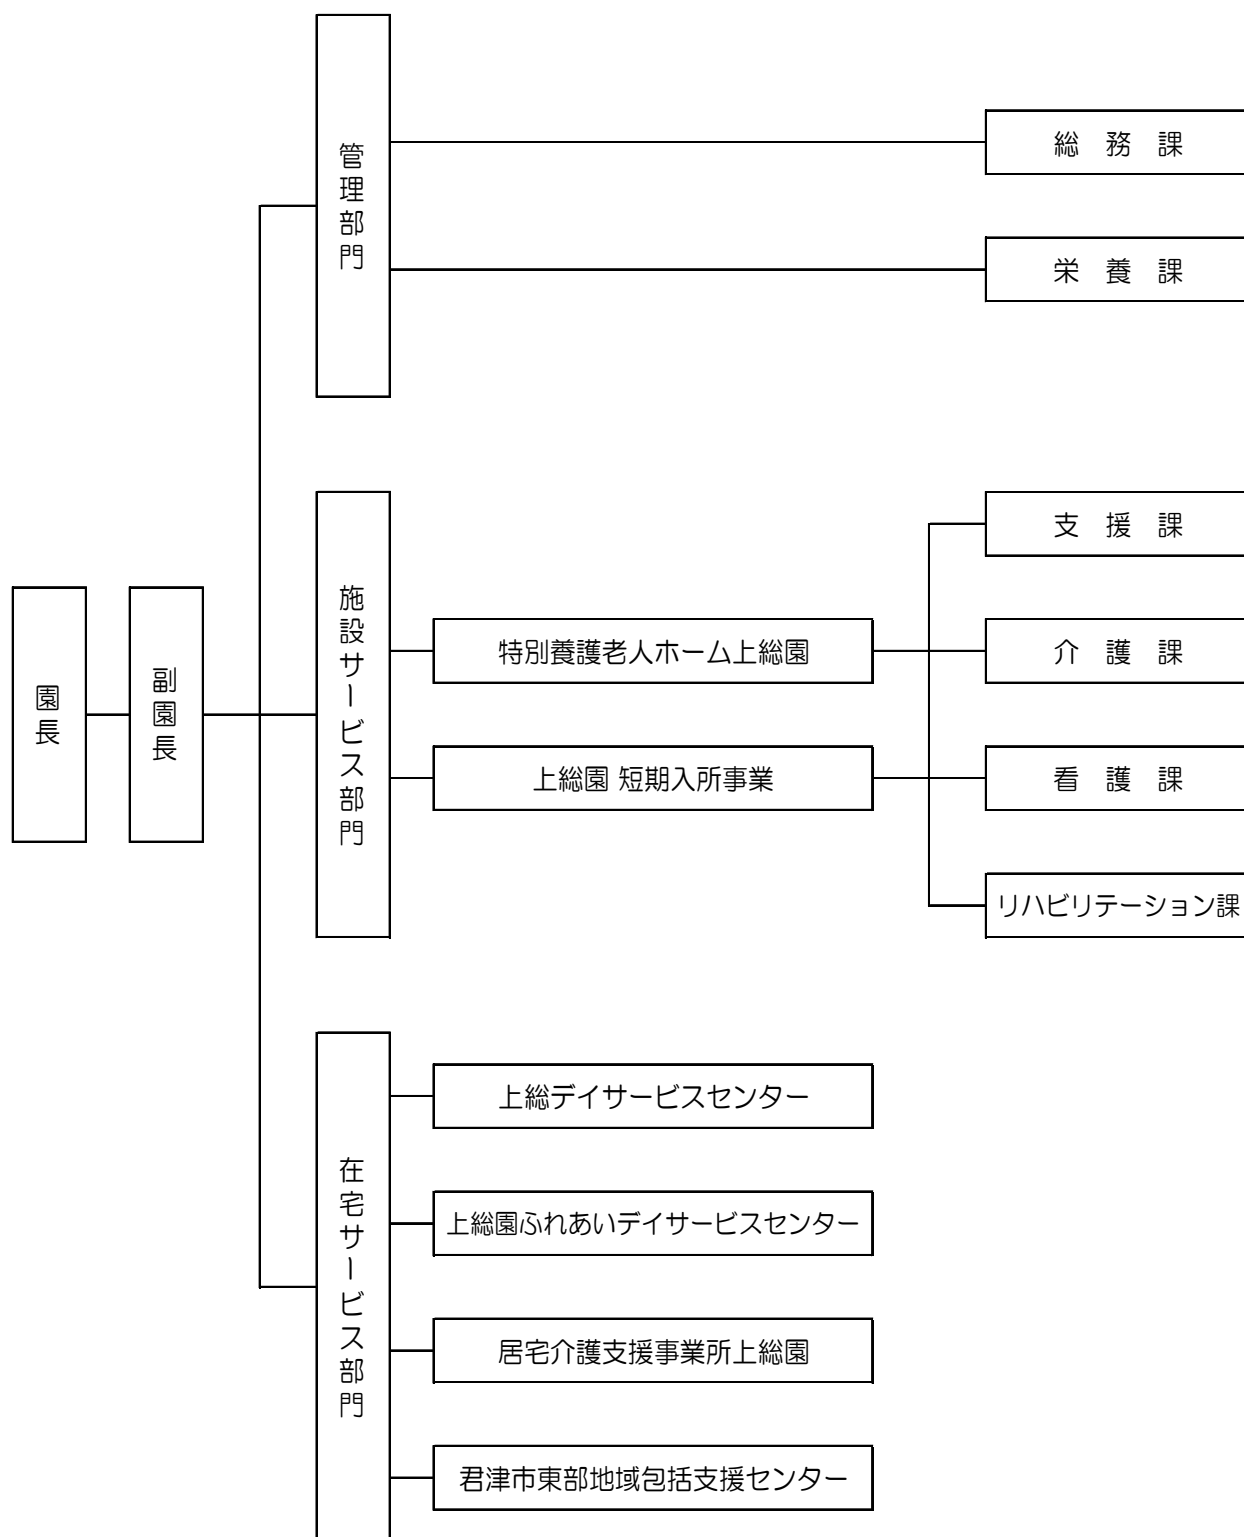 園長
副園長
管理部門
総　務　課
栄　養　課
施設サービス部門
特別養護老人ホーム上総園
上総園 短期入所事業
支　援　課
介　護　課
看　護　課
リハビリテーション課
在宅サービス部門
上総デイサービスセンター
上総園ふれあいデイサービスセンター
居宅介護支援事業所上総園
君津市東部地域包括支援センター